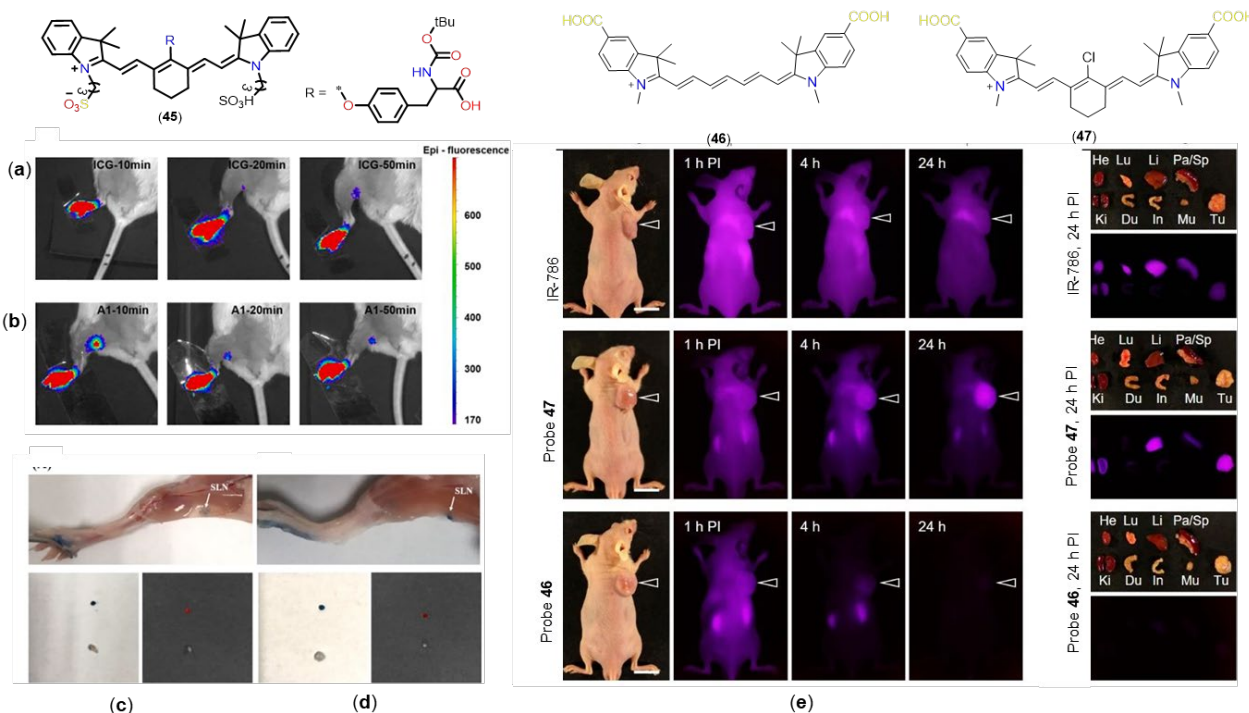 R
N
+
N
−
O3S
3
SO3H
3
(45)
R =
*
O
tBu
O
O
HN
OH
O
HOOC
COOH
N
+
N
(46)
HOOC
COOH
Cl
N
+
N
(47)
(a)
ICG-10min
ICG-20min
ICG-50min
Epi - fluorescence
600
500
400
300
170
(b)
A1-10min
A1-20min
A1-50min
SLN
SLN
(c)
(d)
IR-786
1 h PI
4 h
24 h
IR-786, 24 h PI
He Lu Li Pa/Sp
Ki Du In Mu Tu
Probe 47
1 h PI
4 h
24 h
Probe 47, 24 h PI
He Lu Li Pa/Sp
Ki Du In Mu Tu
Probe 46
1 h PI
4 h
24 h
Probe 46, 24 h PI
He Lu Li Pa/Sp
Ki Du In Mu Tu
(e)